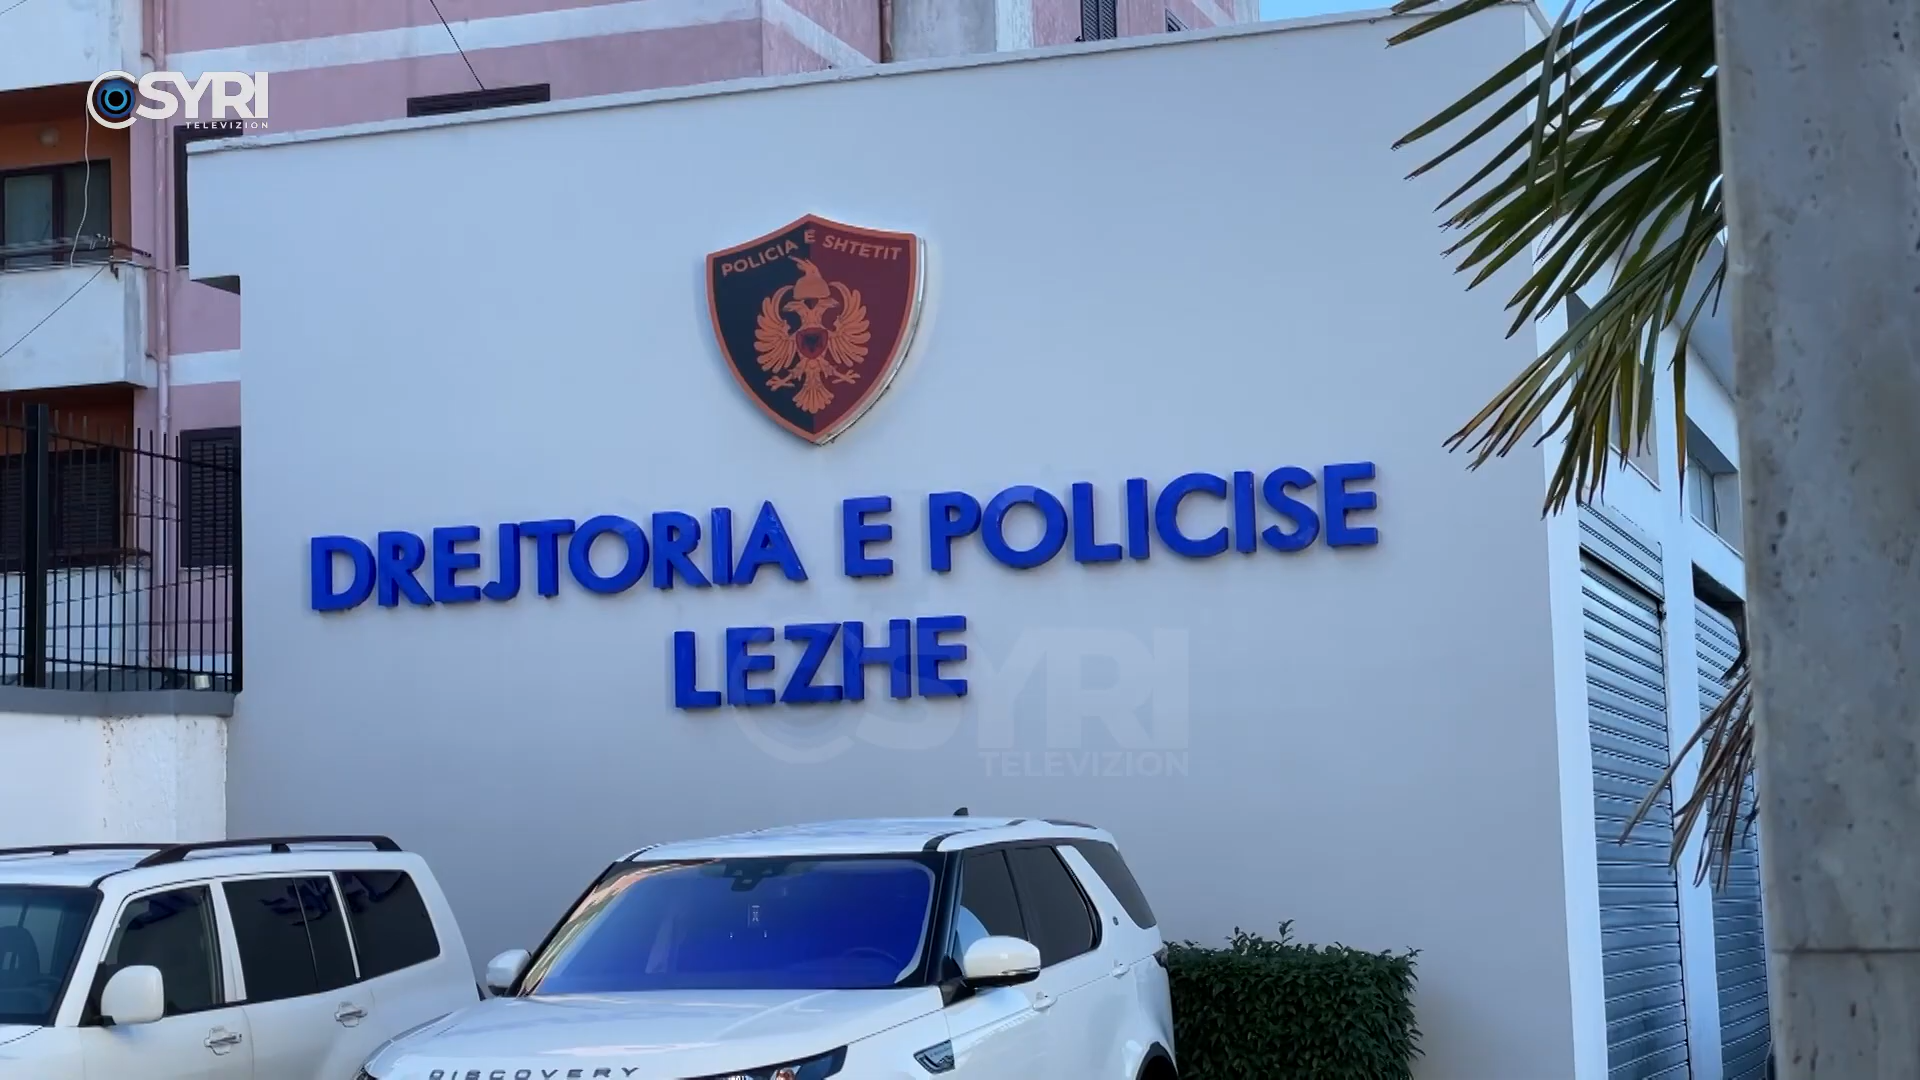 SYRI
TELEVIZION
POLICIA E SHTETIT
DREJTORIA E POLICISE
LEZHE
SYRI
TELEVIZION
DISCOVERY